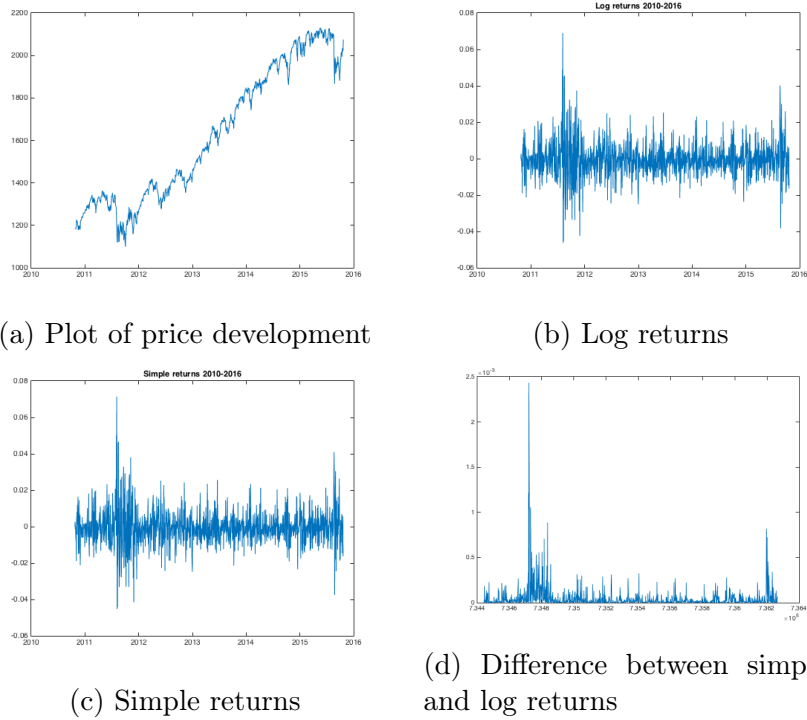 2200
2000
1800
1600
1400
1200
1000
2010 2011 2012 2013 2014 2015 2016
(a) Plot of price development
Log returns 2010-2016
0.08
0.06
0.04
0.02
0
-0.02
-0.04
-0.06
2010 2011 2012 2013 2014 2015 2016
(b) Log returns
Simple returns 2010-2016
0.08
0.06
0.04
0.02
0
-0.02
-0.04
-0.06
2010 2011 2012 2013 2014 2015 2016
(c) Simple returns
×10⁻³
2.5
2
1.5
1
0.5
0
7.344 7.346 7.348 7.35 7.352 7.354 7.356 7.358 7.36 7.362 7.364
×10⁵
(d) Difference between simp
and log returns